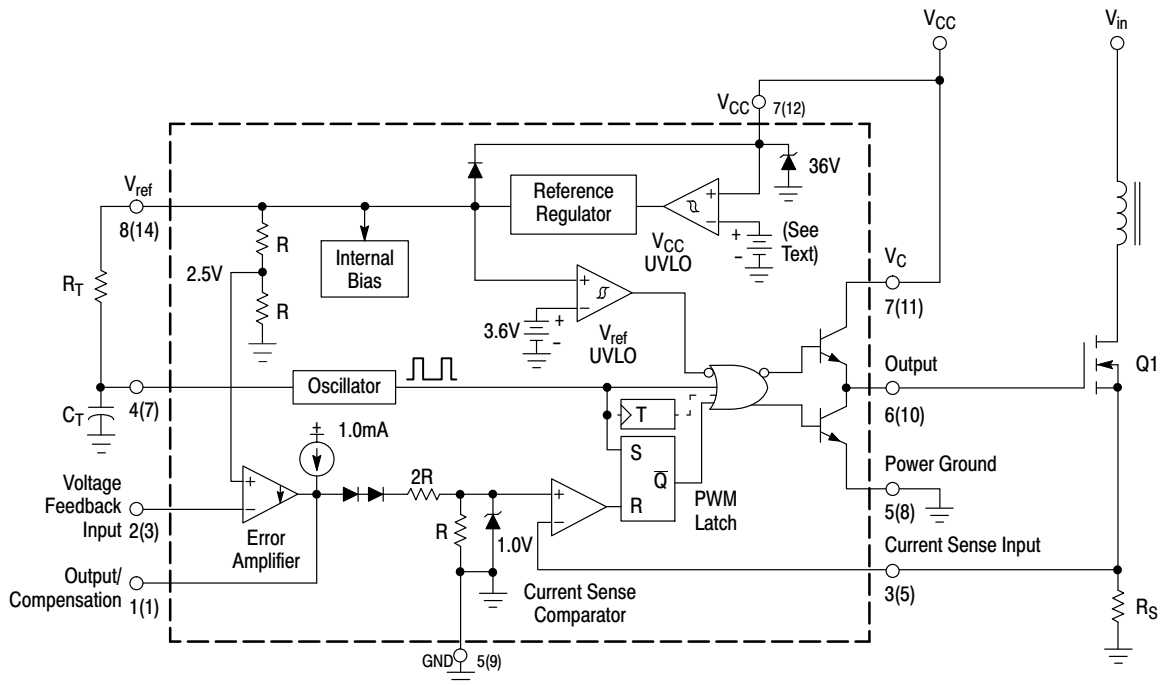 VCC
Vin
VCC
7(12)
36V
Vref
8(14)
Reference
Regulator
+
−
VCC
UVLO
+
−
(See
Text)
R
Internal
Bias
2.5V
R
RT
VC
7(11)
+
−
3.6V
+
−
Vref
UVLO
Output
6(10)
Q1
Oscillator
4(7)
CT
T
+
−
1.0mA
S
Q
R
PWM
Latch
Power Ground
5(8)
Voltage
Feedback
Input
2(3)
+
−
Error
Amplifier
2R
R
1.0V
+
−
Current Sense
Comparator
Current Sense Input
3(5)
Output/
Compensation
1(1)
RS
GND
5(9)